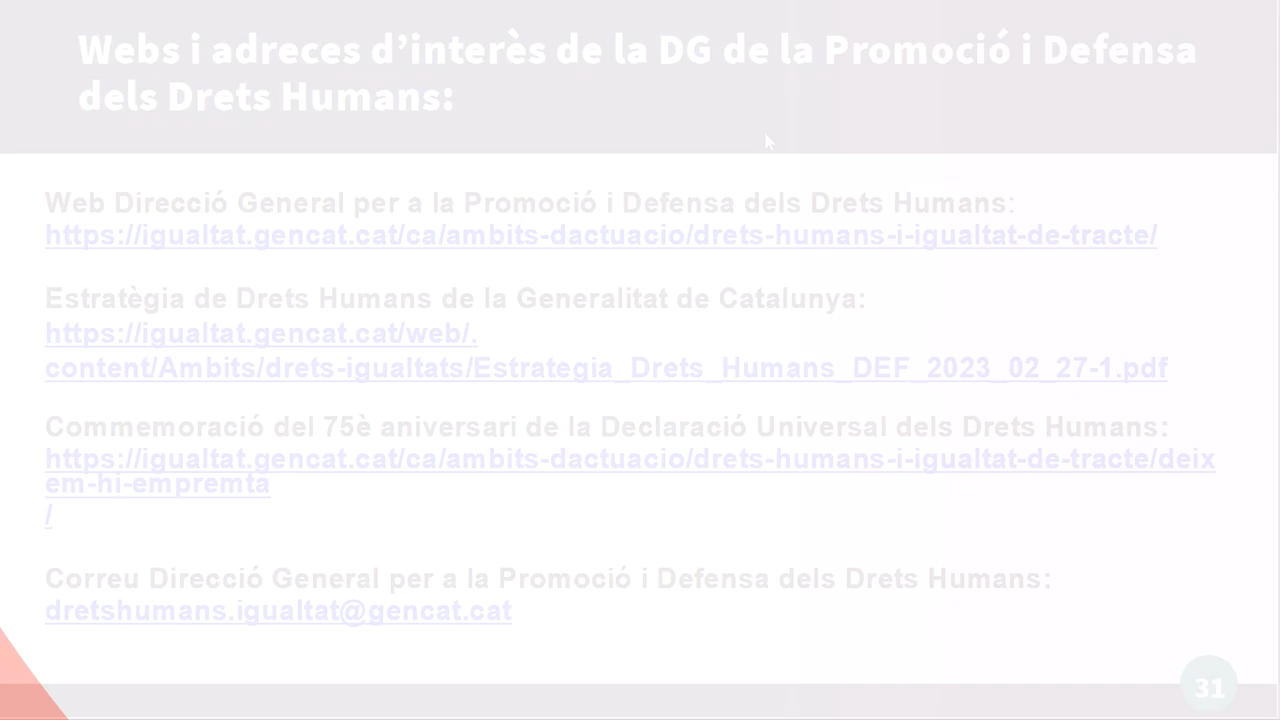 Webs i adreces d’interès de la DG de la Promoció i Defensa
dels Drets Humans:
Web Direcció General per a la Promoció i Defensa dels Drets Humans:
https://igualtat.gencat.cat/ca/ambits-dactuacio/drets-humans-i-igualtat-de-tracte/
Estratègia de Drets Humans de la Generalitat de Catalunya:
https://igualtat.gencat.cat/web/.
content/Ambits/drets-igualtats/Estrategia_Drets_Humans_DEF_2023_02_27-1.pdf
Commemoració del 75è aniversari de la Declaració Universal dels Drets Humans:
https://igualtat.gencat.cat/ca/ambits-dactuacio/drets-humans-i-igualtat-de-tracte/deix
em-hi-empremta
/
Correu Direcció General per a la Promoció i Defensa dels Drets Humans:
dretshumans.igualtat@gencat.cat
31